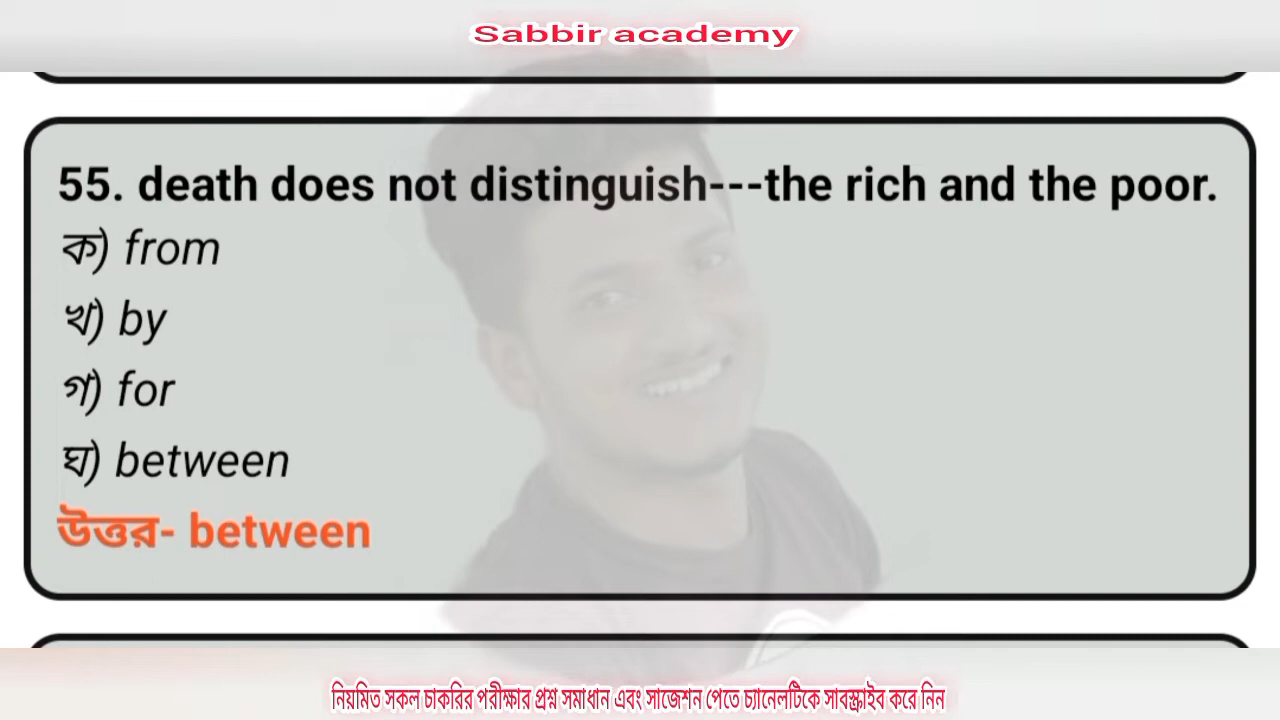 Sabbir academy
55. death does not distinguish---the rich and the poor.
ক) from
খ) by
গ) for
ঘ) between
উত্তর- between
নিয়মিত সকল চাকরির পরীক্ষার প্রশ্ন সমাধান এবং সাজেশন পেতে চ্যানেলটিকে সাবস্ক্রাইব করে নিন